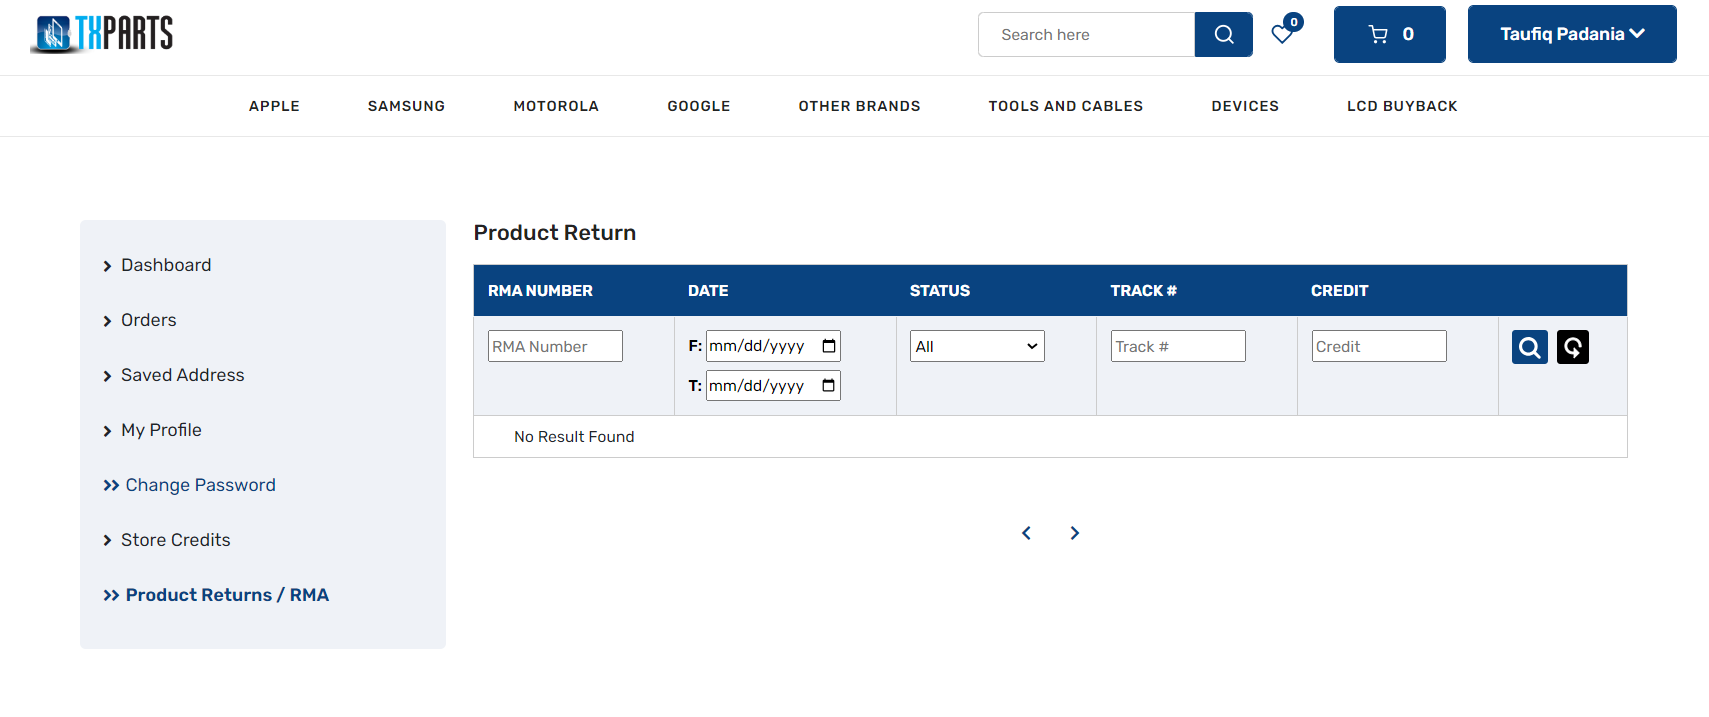 TXPARTS
Search here
0
0
Taufiq Padania
APPLE SAMSUNG MOTOROLA GOOGLE OTHER BRANDS TOOLS AND CABLES DEVICES LCD BUYBACK
Dashboard
Orders
Saved Address
My Profile
Change Password
Store Credits
Product Returns / RMA
Product Return
RMA NUMBER DATE STATUS TRACK # CREDIT
RMA Number F: mm/dd/yyyy All Track # Credit
T: mm/dd/yyyy
No Result Found